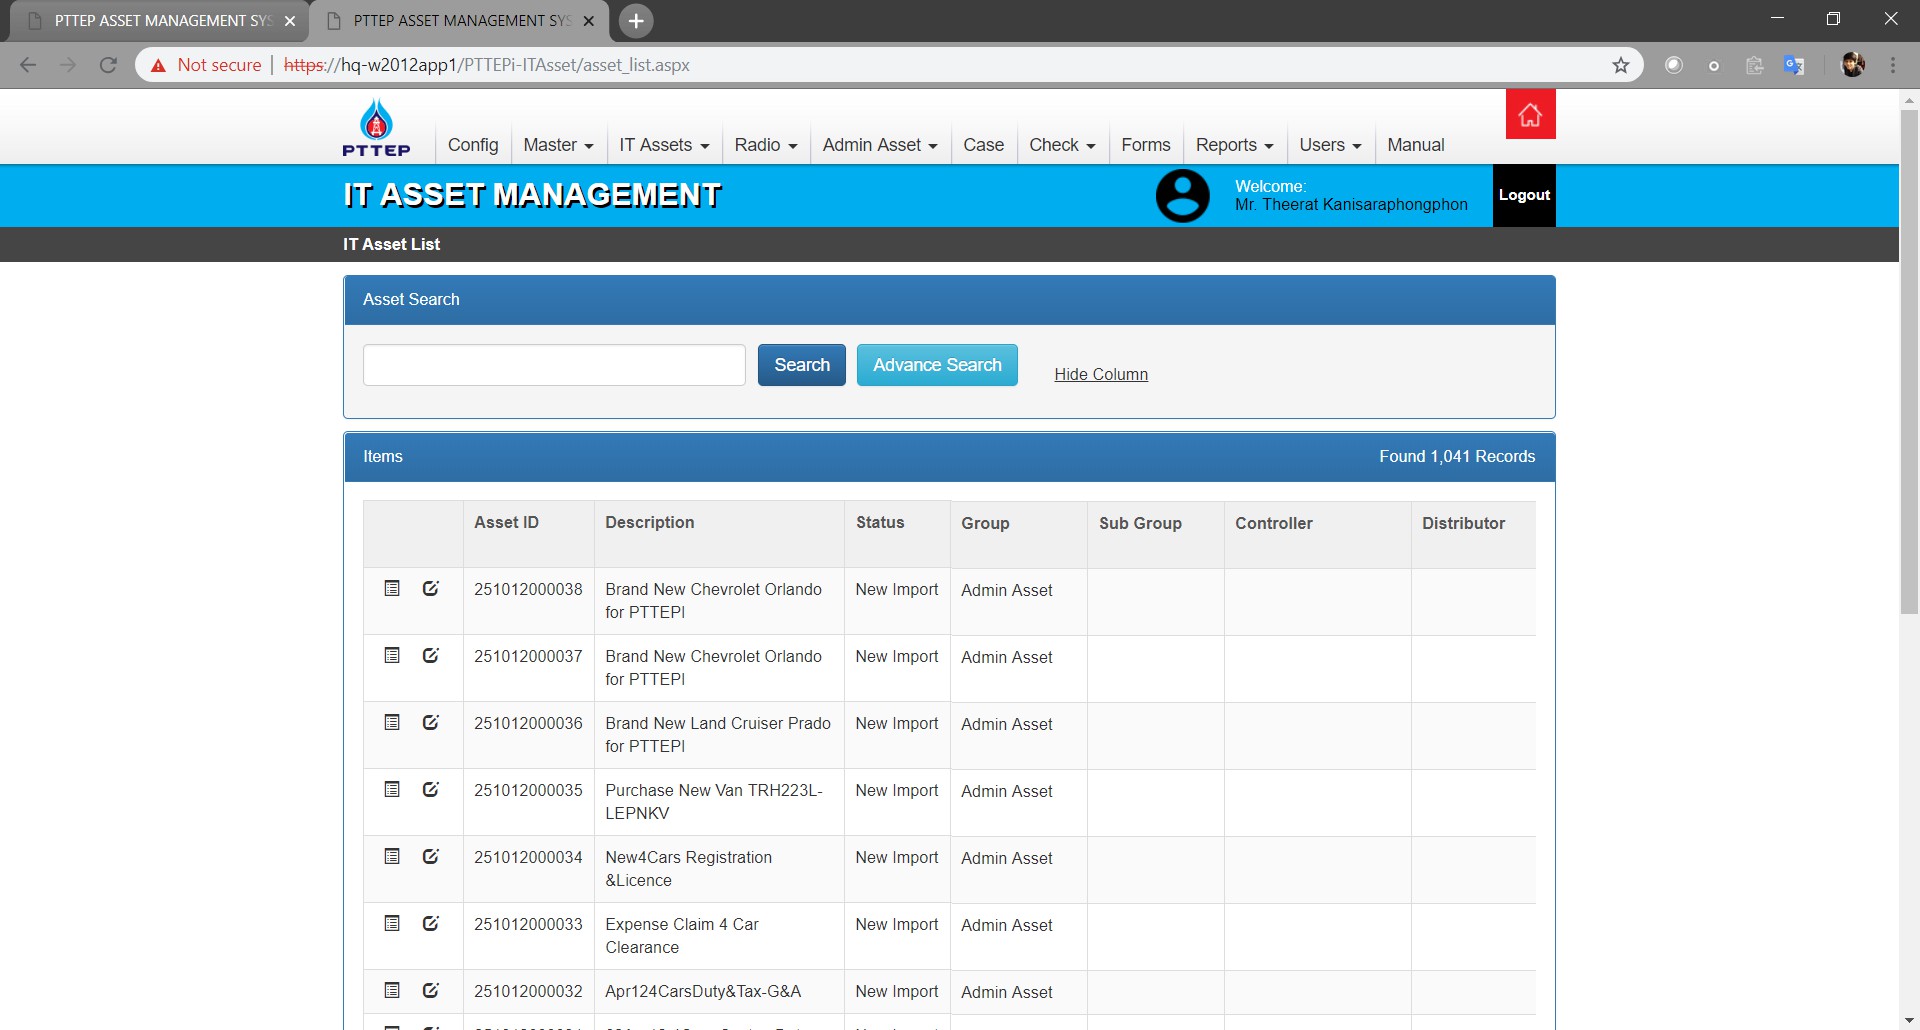 PTTEP ASSET MANAGEMENT SYS
PTTEP ASSET MANAGEMENT SYS
Not secure
https://hq-w2012app1/PTTEPi-ITAsset/asset_list.aspx
PTTEP
Config
Master
IT Assets
Radio
Admin Asset
Case
Check
Forms
Reports
Users
Manual
IT ASSET MANAGEMENT
Welcome:
Mr. Theerat Kanisaraphongphon
Logout
IT Asset List
Asset Search
Search
Advance Search
Hide Column
Items
Found 1,041 Records
Asset ID Description Status Group Sub Group Controller Distributor
251012000038 Brand New Chevrolet Orlando New Import Admin Asset
for PTTEPI
251012000037 Brand New Chevrolet Orlando New Import Admin Asset
for PTTEPI
251012000036 Brand New Land Cruiser Prado New Import Admin Asset
for PTTEPI
251012000035 Purchase New Van TRH223L- New Import Admin Asset
LEPNKV
251012000034 New4Cars Registration New Import Admin Asset
&Licence
251012000033 Expense Claim 4 Car New Import Admin Asset
Clearance
251012000032 Apr124CarsDuty&Tax-G&A New Import Admin Asset